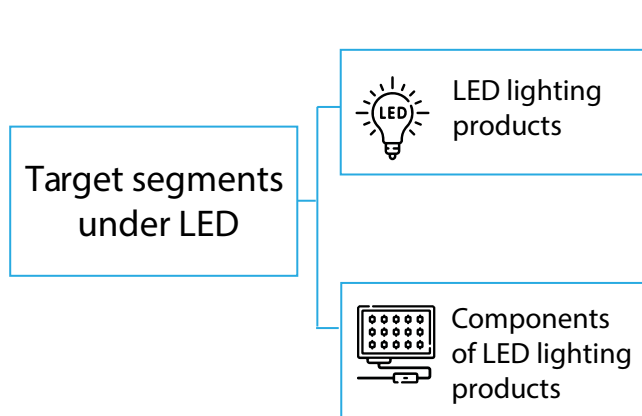 Target segments
under LED
LED
LED lighting
products
Components
of LED lighting
products